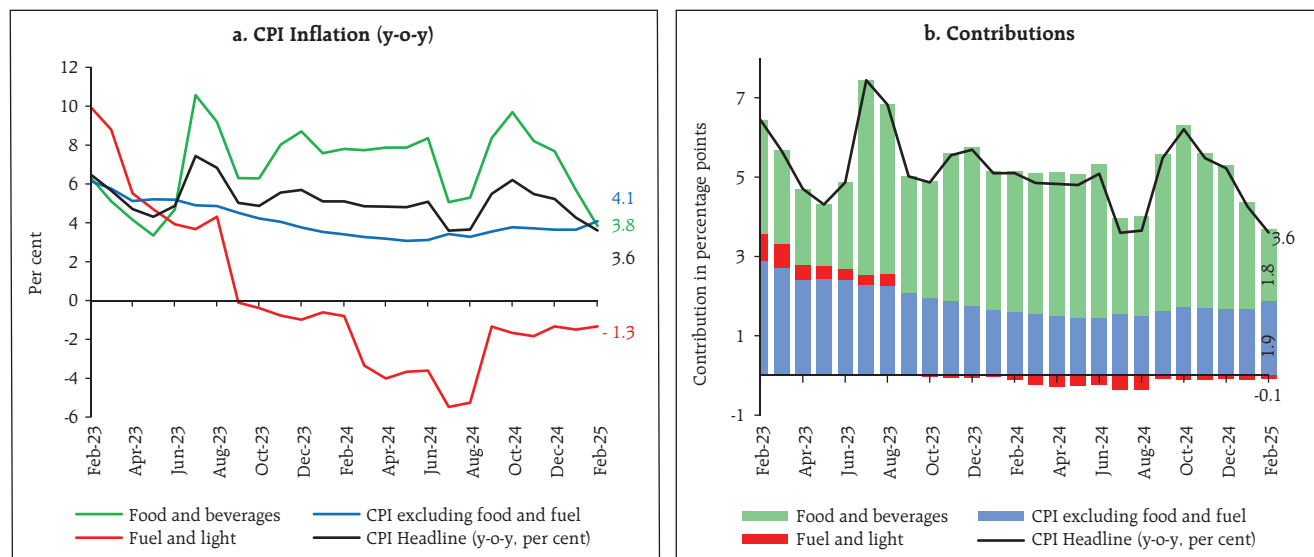 a. CPI Inflation (y-o-y)
Per cent
12
10
8
6
4
2
0
-2
-4
-6
4.1
3.8
3.6
- 1.3
Feb-23
Apr-23
Jun-23
Aug-23
Oct-23
Dec-23
Feb-24
Apr-24
Jun-24
Aug-24
Oct-24
Dec-24
Feb-25
Food and beverages
CPI excluding food and fuel
Fuel and light
CPI Headline (y-o-y, per cent)
b. Contributions
Contribution in percentage points
7
5
3
1
-1
3.6
1.8
1.9
-0.1
Feb-23
Apr-23
Jun-23
Aug-23
Oct-23
Dec-23
Feb-24
Apr-24
Jun-24
Aug-24
Oct-24
Dec-24
Feb-25
Food and beverages
CPI excluding food and fuel
Fuel and light
CPI Headline (y-o-y, per cent)